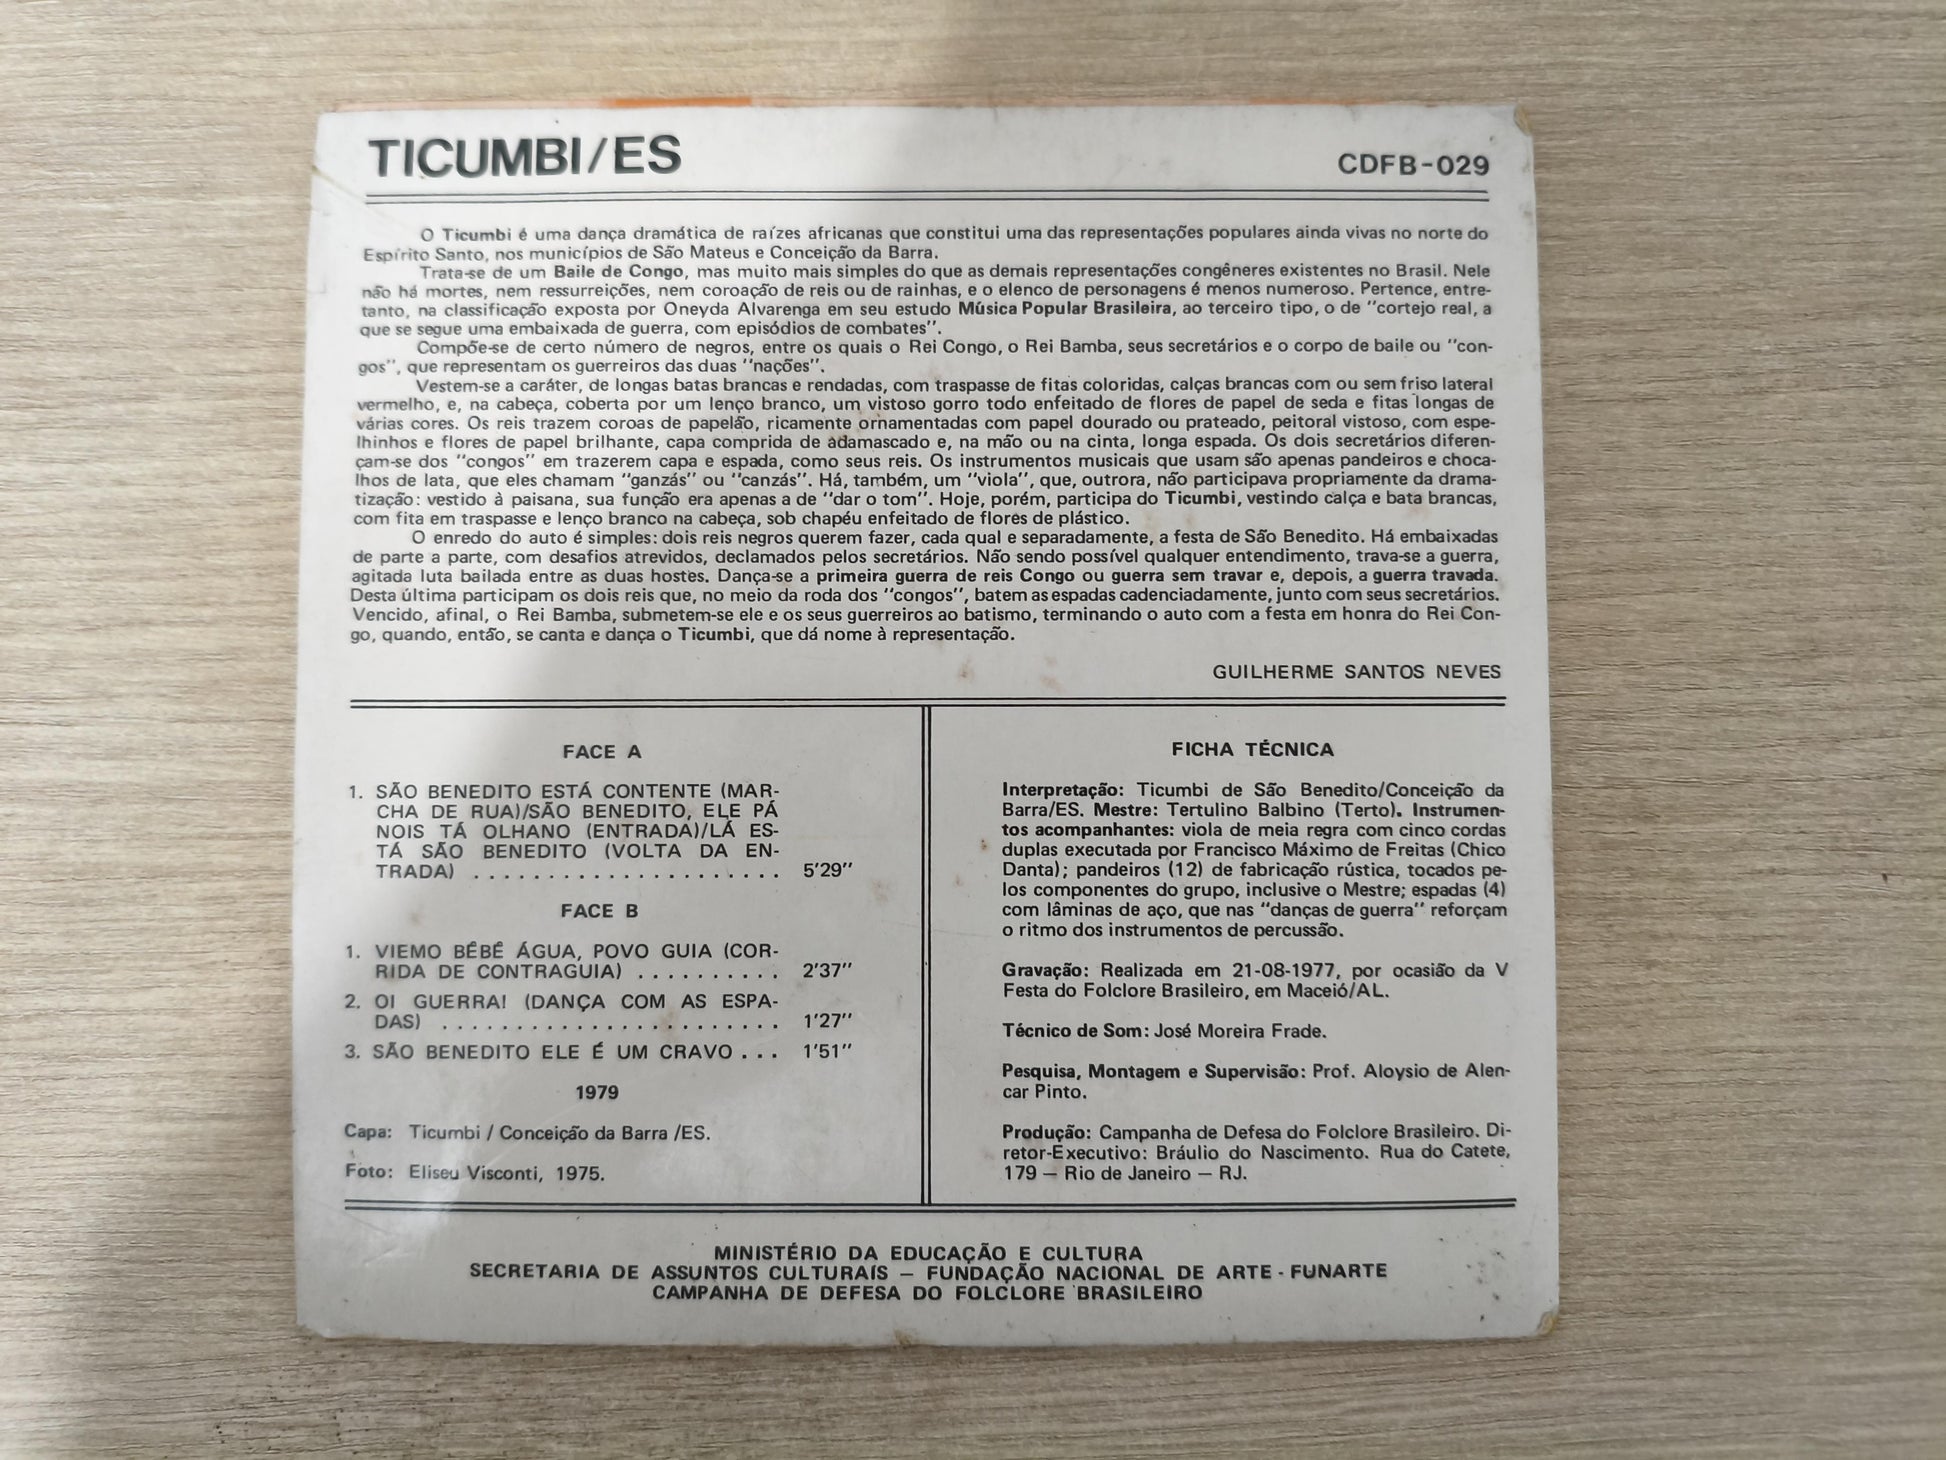 TICUMBI/ES
CDFB-029
O Ticumbi é uma dança dramática de raízes africanas que constitui uma das representações populares ainda vivas no norte do
Espírito Santo, nos municípios de São Mateus e Conceição da Barra.
Trata-se de um Baile de Congo, mas muito mais simples do que as demais representações congêneres existentes no Brasil. Nele
não há mortes, nem ressurreições, nem coroação de reis ou de rainhas, e o elenco de personagens é menos numeroso. Pertence, entre-
tanto, na classificação exposta por Oneyda Alvarenga em seu estudo Música Popular Brasileira, ao terceiro tipo, o de "cortejo real, a
que se segue uma embaixada de guerra, com episódios de combates".
Compõe-se de certo número de negros, entre os quais o Rei Congo, o Rei Bamba, seus secretários e o corpo de baile ou "con-
gos", que representam os guerreiros das duas "nações".
Vestem-se a caráter, de longas batas brancas e rendadas, com traspasse de fitas coloridas, calças brancas com ou sem friso lateral
vermelho, e, na cabeça, coberta por um lenço branco, um vistoso gorro todo enfeitado de flores de papel de seda e fitas longas de
várias cores. Os reis trazem coroas de papelão, ricamente ornamentadas com papel dourado ou prateado, peitoral vistoso, com espe-
lhinhos e flores de papel brilhante, capa comprida de adamascado e, na mão ou na cinta, longa espada. Os dois secretários diferen-
çam-se dos "congos" em trazerem capa e espada, como seus reis. Os instrumentos musicais que usam são apenas pandeiros e choca-
lhos de lata, que eles chamam "ganzás" ou "canzás". Há, também, um "viola", que, outrora, não participava propriamente da drama-
tização: vestido à paisana, sua função era apenas a de "dar o tom". Hoje, porém, participa do Ticumbi, vestindo calça e bata brancas,
com fita em traspasse e lenço branco na cabeça, sob chapéu enfeitado de flores de plástico.
O enredo do auto é simples: dois reis negros querem fazer, cada qual e separadamente, a festa de São Benedito. Há embaixadas
de parte a parte, com desafios atrevidos, declamados pelos secretários. Não sendo possível qualquer entendimento, trava-se a guerra,
agitada luta bailada entre as duas hostes. Dança-se a primeira guerra de reis Congo ou guerra sem travar e, depois, a guerra travada.
Desta última participam os dois reis que, no meio da roda dos "congos", batem as espadas cadenciadamente, junto com seus secretários.
Vencido, afinal, o Rei Bamba, submetem-se ele e os seus guerreiros ao batismo, terminando o auto com a festa em honra do Rei Con-
go, quando, então, se canta e dança o Ticumbi, que dá nome à representação.
GUILHERME SANTOS NEVES
FACE A
1. SÃO BENEDITO ESTÁ CONTENTE (MAR-
CHA DE RUA)/SÃO BENEDITO, ELE PÁ
NOIS TÁ OLHANO (ENTRADA)/LÁ ES-
TÁ SÃO BENEDITO (VOLTA DA EN-
TRADA) ..................... 5'29"
FACE B
1. VIEMO BÊBÊ ÁGUA, POVO GUIA (COR-
RIDA DE CONTRAGUIA) .......... 2'37"
2. OI GUERRA! (DANÇA COM AS ESPA-
DAS) ....................... 1'27"
3. SÃO BENEDITO ELE É UM CRAVO ... 1'51"
1979
Capa: Ticumbi / Conceição da Barra /ES.
Foto: Eliseu Visconti, 1975.
FICHA TÉCNICA
Interpretação: Ticumbi de São Benedito/Conceição da
Barra/ES. Mestre: Tertulino Balbino (Terto). Instrumen-
tos acompanhantes: viola de meia regra com cinco cordas
duplas executada por Francisco Máximo de Freitas (Chico
Danta); pandeiros (12) de fabricação rústica, tocados pe-
los componentes do grupo, inclusive o Mestre; espadas (4)
com lâminas de aço, que nas "danças de guerra" reforçam
o ritmo dos instrumentos de percussão.
Gravação: Realizada em 21-08-1977, por ocasião da V
Festa do Folclore Brasileiro, em Maceió/AL.
Técnico de Som: José Moreira Frade.
Pesquisa, Montagem e Supervisão: Prof. Aloysio de Alen-
car Pinto.
Produção: Campanha de Defesa do Folclore Brasileiro. Di-
retor-Executivo: Bráulio do Nascimento. Rua do Catete,
179 — Rio de Janeiro — RJ.
MINISTÉRIO DA EDUCAÇÃO E CULTURA
SECRETARIA DE ASSUNTOS CULTURAIS — FUNDAÇÃO NACIONAL DE ARTE - FUNARTE
CAMPANHA DE DEFESA DO FOLCLORE BRASILEIRO